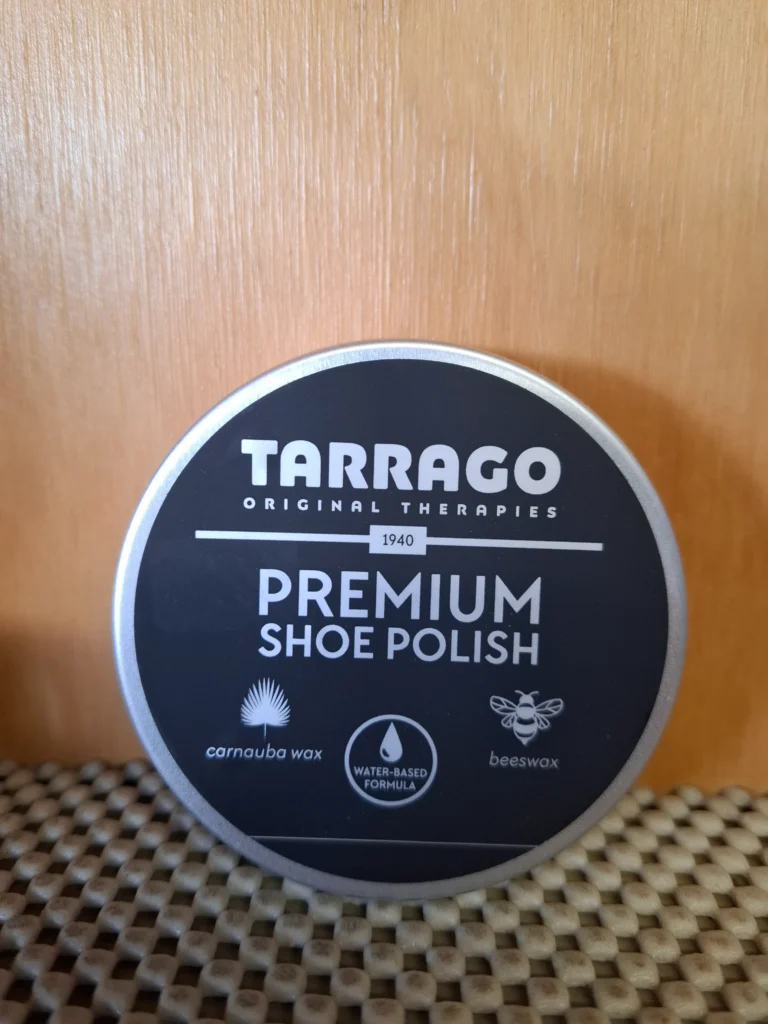 TARRAGO
ORIGINAL THERAPIES
1940
PREMIUM
SHOE POLISH
carnauba wax
WATER-BASED
FORMULA
beeswax